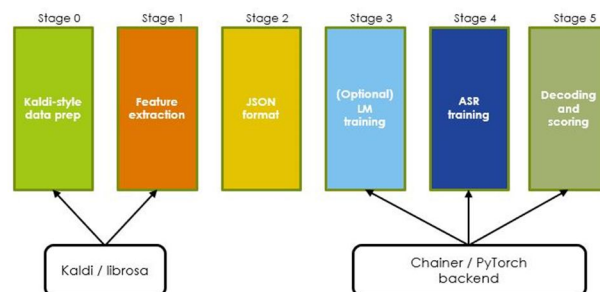 Stage 0
Stage 1
Stage 2
Stage 3
Stage 4
Stage 5
Kaldi-style
data prep
Feature
extraction
JSON
format
(Optional)
LM
training
ASR
training
Decoding
and
scoring
Kaldi / librosa
Chainer / PyTorch
backend